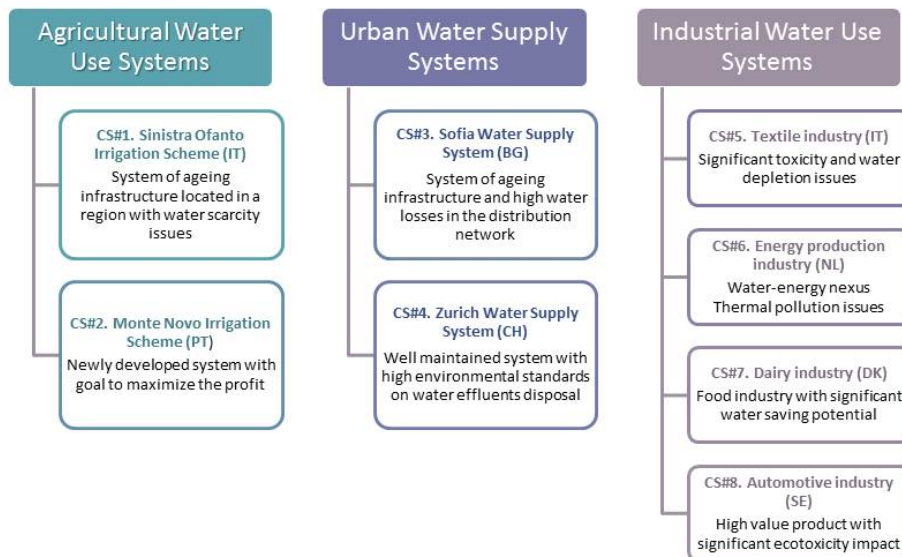 Agricultural Water
Use Systems
CS#1. Sinistra Ofanto
Irrigation Scheme (IT)
System of ageing
infrastructure located in a
region with water scarcity
issues
CS#2. Monte Novo Irrigation
Scheme (PT)
Newly developed system with
goal to maximize the profit
Urban Water Supply
Systems
CS#3. Sofia Water Supply
System (BG)
System of ageing
infrastructure and high water
losses in the distribution
network
CS#4. Zurich Water Supply
System (CH)
Well maintained system with
high environmental standards
on water effluents disposal
Industrial Water Use
Systems
CS#5. Textile industry (IT)
Significant toxicity and water
depletion issues
CS#6. Energy production
industry (NL)
Water-energy nexus
Thermal pollution issues
CS#7. Dairy industry (DK)
Food industry with significant
water saving potential
CS#8. Automotive industry
(SE)
High value product with
significant ecotoxicity impact